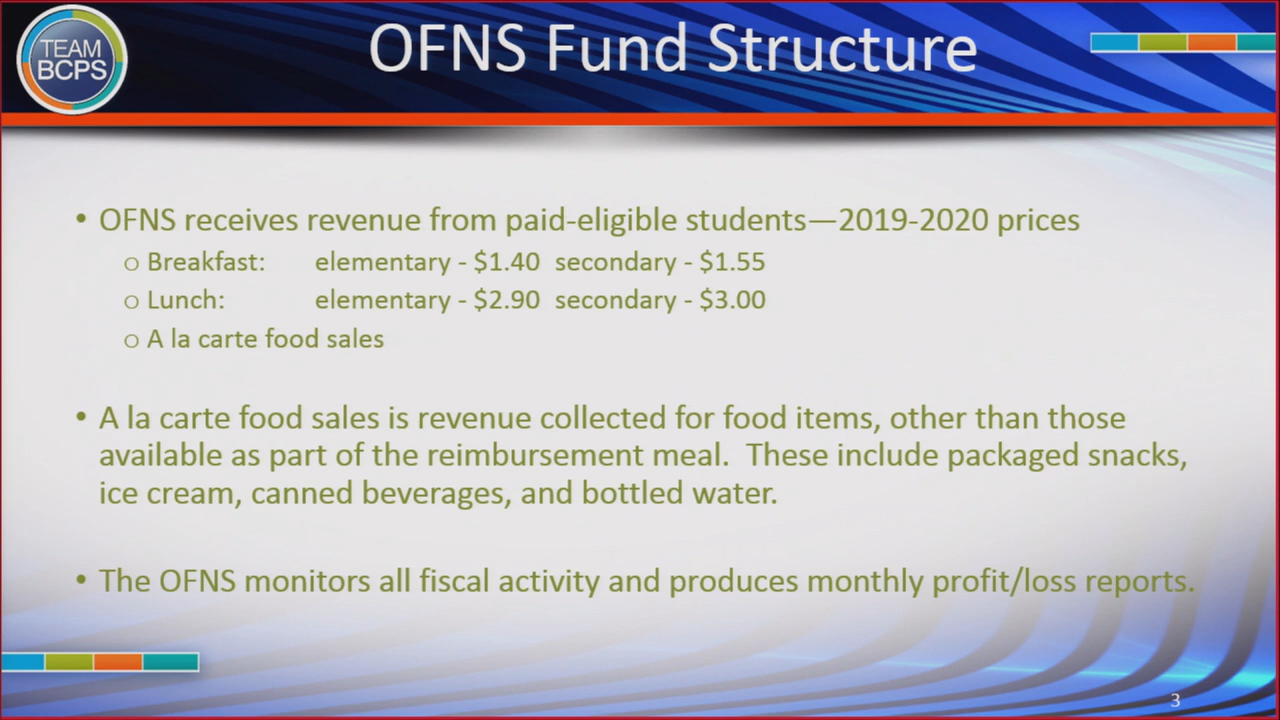 TEAM
BCPS
OFNS Fund Structure
• OFNS receives revenue from paid-eligible students—2019-2020 prices
o Breakfast: elementary - $1.40 secondary - $1.55
o Lunch: elementary - $2.90 secondary - $3.00
o A la carte food sales
• A la carte food sales is revenue collected for food items, other than those
available as part of the reimbursement meal. These include packaged snacks,
ice cream, canned beverages, and bottled water.
• The OFNS monitors all fiscal activity and produces monthly profit/loss reports.
3